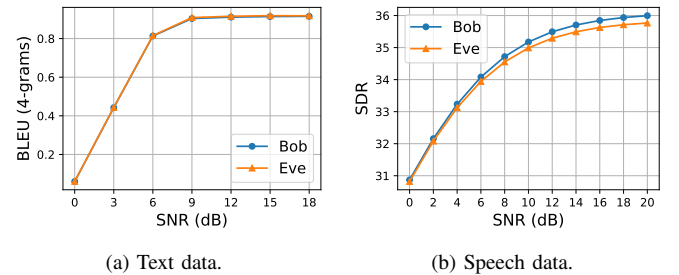 BLEU (4-grams)
0.8
0.6
0.4
0.2
Bob
Eve
0 3 6 9 12 15 18
SNR (dB)
(a) Text data.
SDR
36
35
34
33
32
31
Bob
Eve
0 2 4 6 8 10 12 14 16 18 20
SNR (dB)
(b) Speech data.